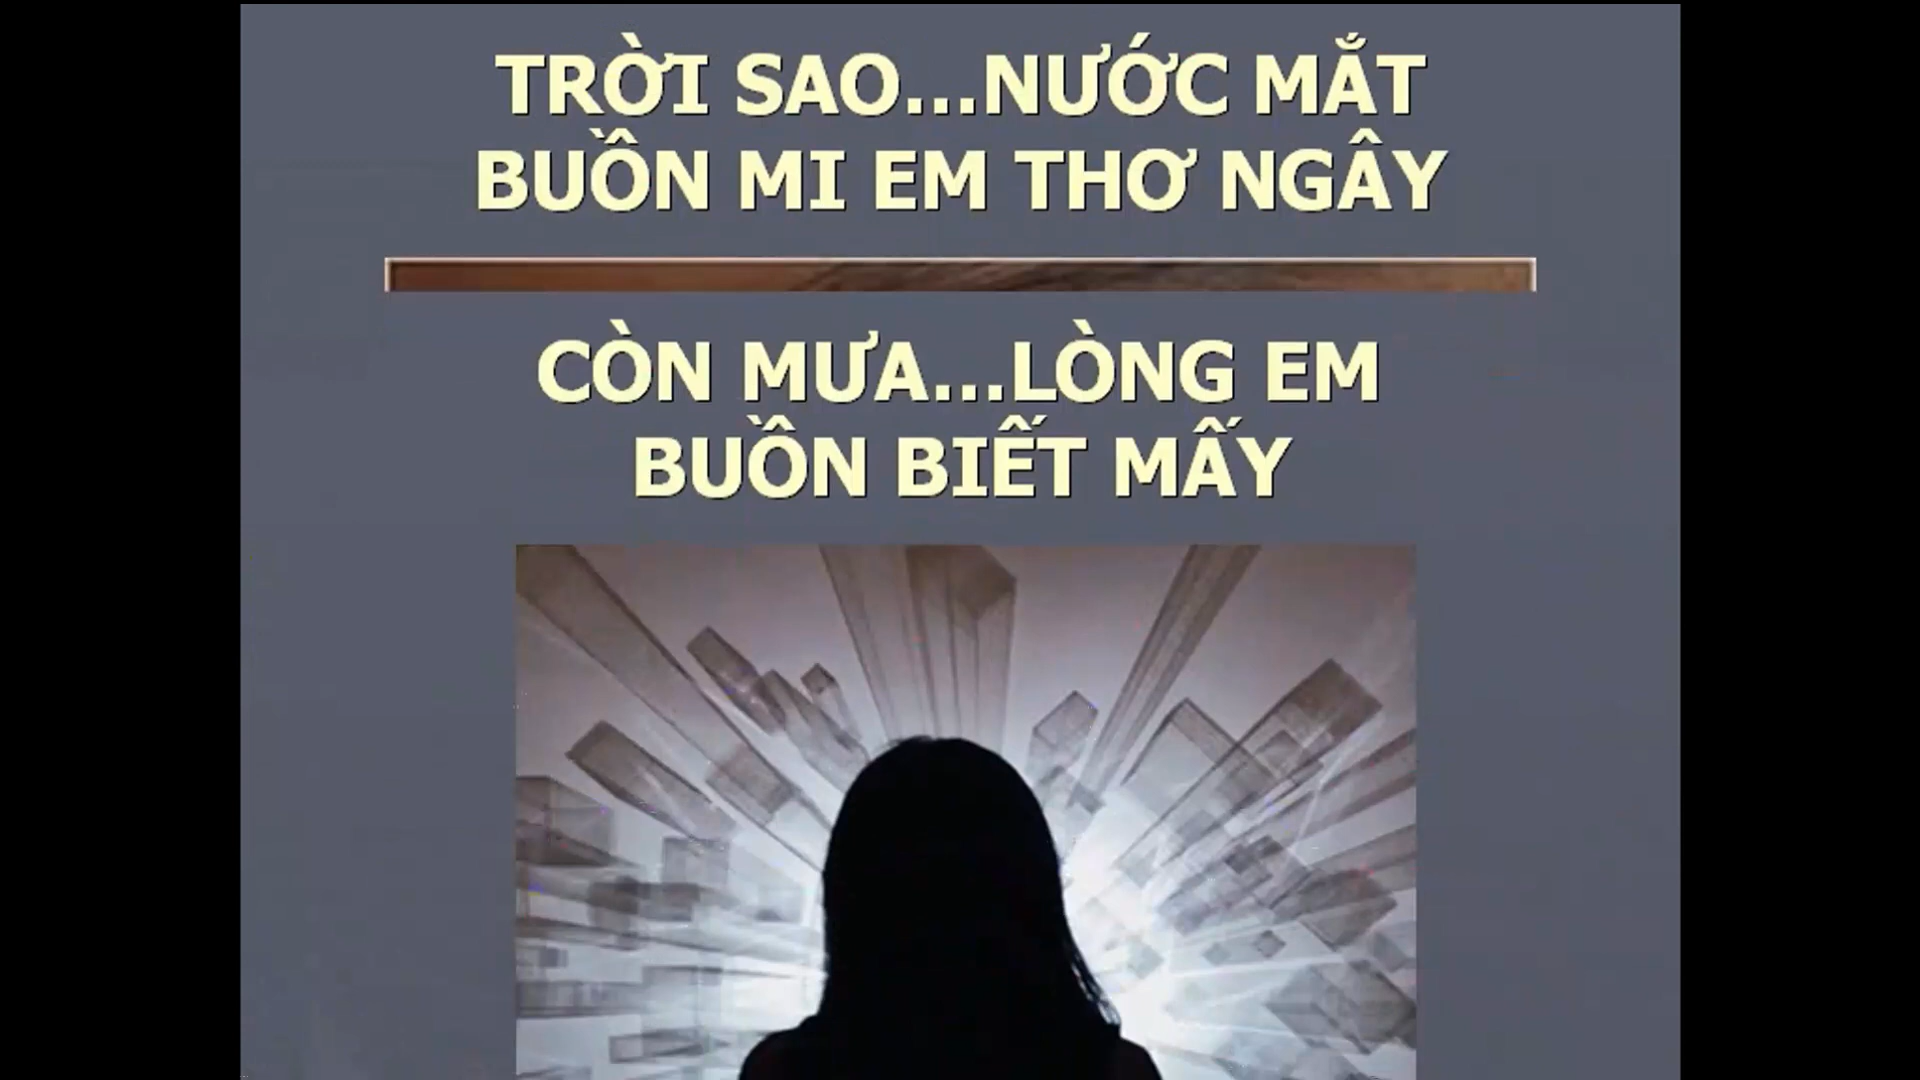 TRỜI SAO...NƯỚC MẮT
BUỒN MI EM THƠ NGÂY
CÒN MƯA...LÒNG EM
BUỒN BIẾT MẤY